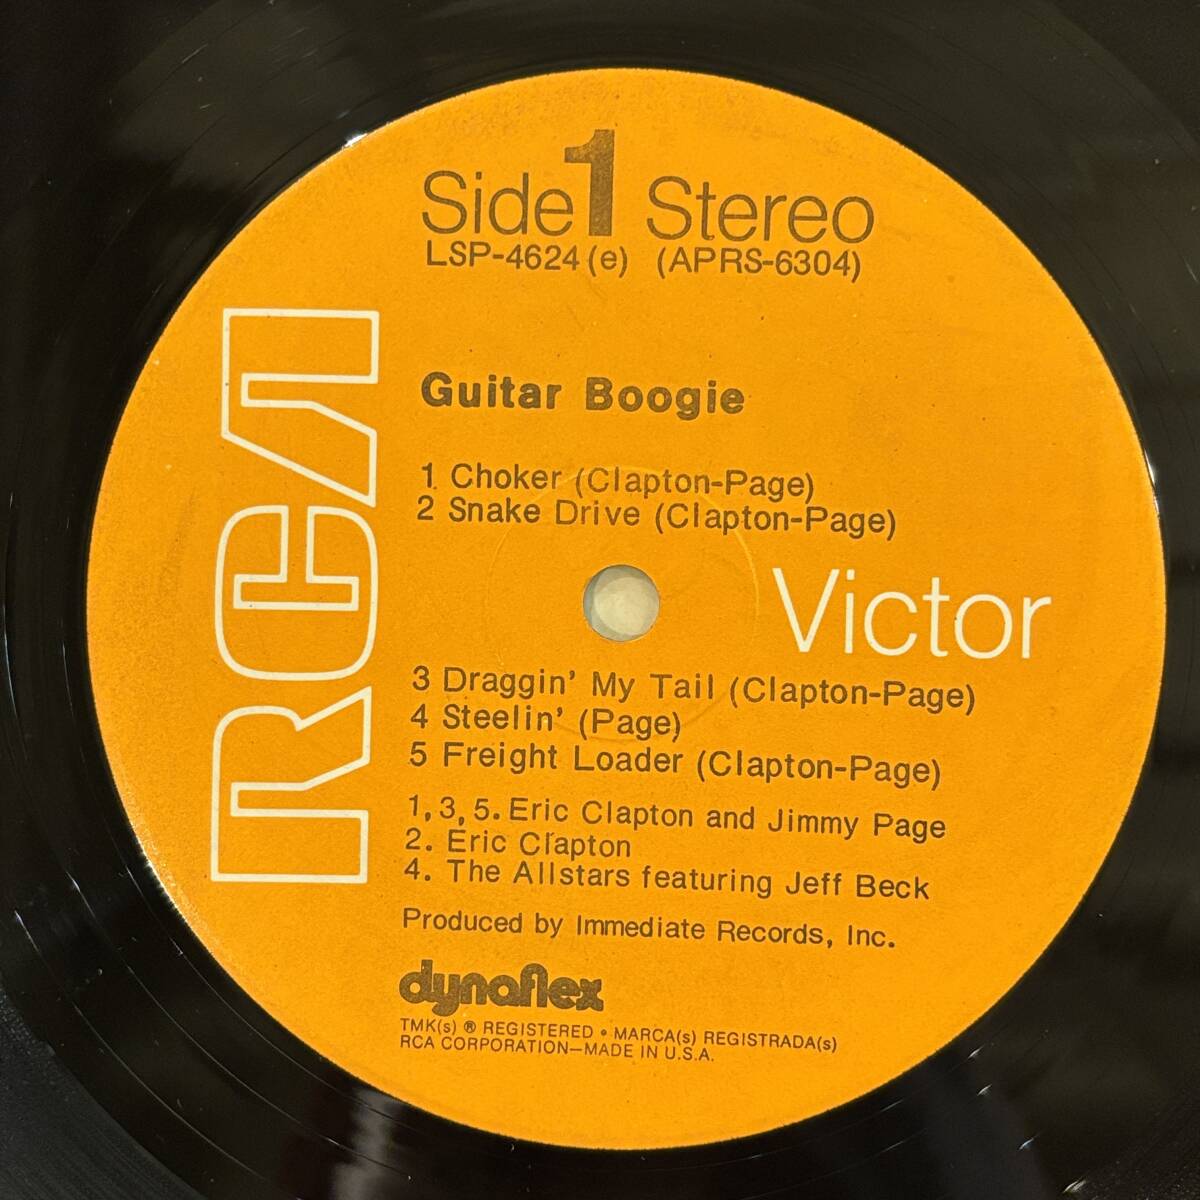 Side 1 Stereo
LSP-4624 (e) (APRS-6304)
RCA
Guitar Boogie
1 Choker (Clapton-Page)
2 Snake Drive (Clapton-Page)
Victor
3 Draggin' My Tail (Clapton-Page)
4 Steelin' (Page)
5 Freight Loader (Clapton-Page)
1, 3, 5. Eric Clapton and Jimmy Page
2. Eric Clapton
4. The Allstars featuring Jeff Beck
Produced by Immediate Records, Inc.
dynaflex
TMK(s) ® REGISTERED • MARCA(s) REGISTRADA(s)
RCA CORPORATION—MADE IN U.S.A.